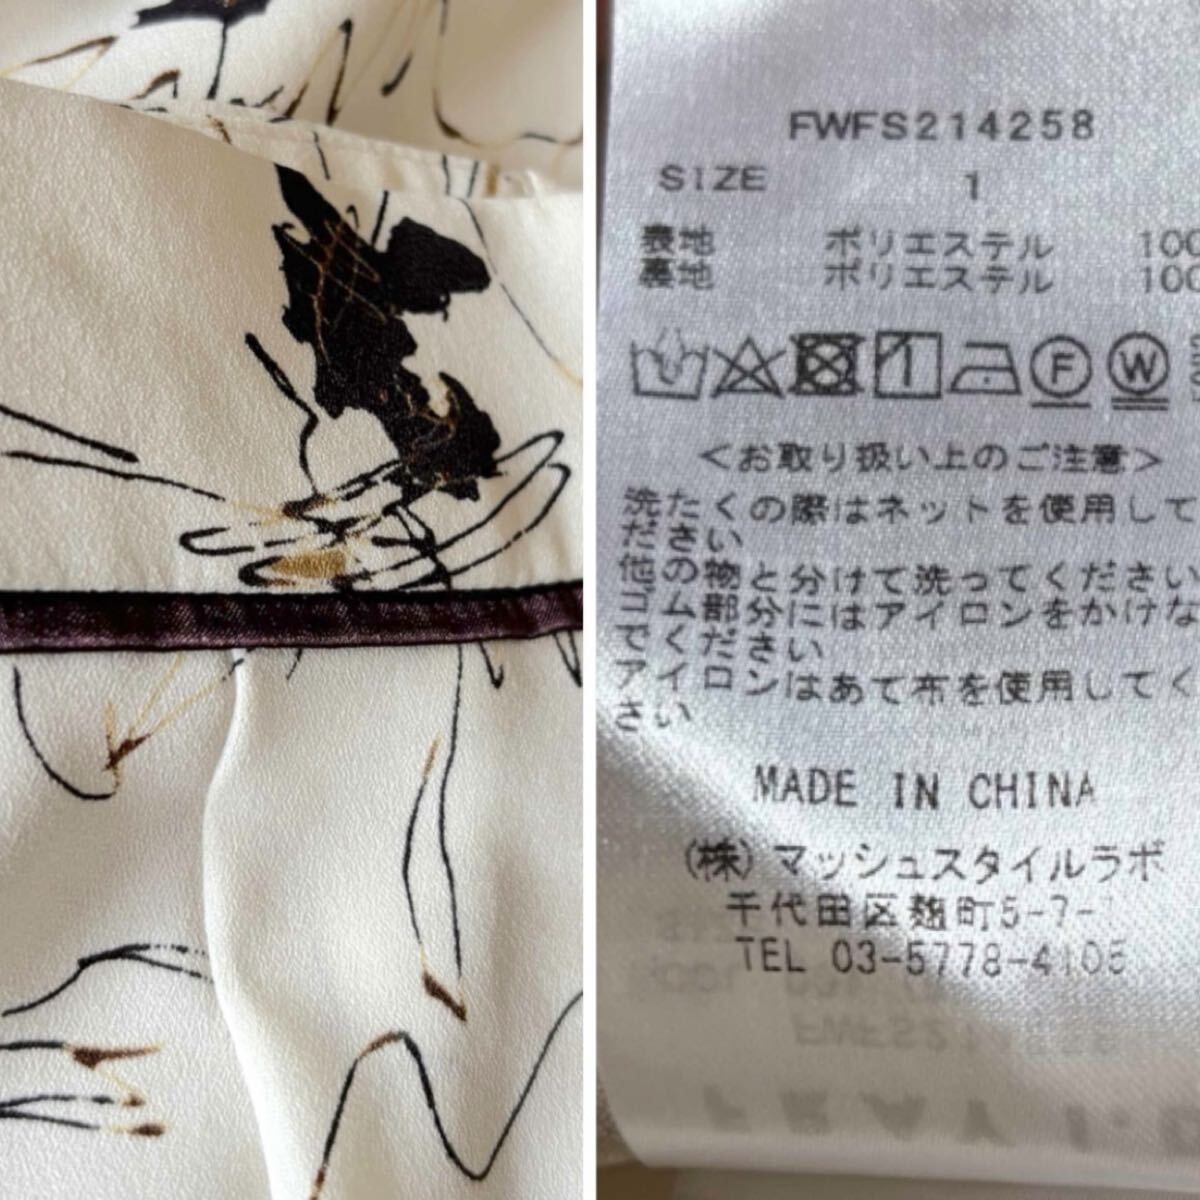 FWFS214258
SIZE 1
表地 ポリエステル 100
裏地 ポリエステル 100
F W
<お取り扱い上のご注意>
洗たくの際はネットを使用して
ださい
他の物と分けて洗ってください
ゴム部分にはアイロンをかけな
でください
アイロンはあて布を使用してく
さい
MADE IN CHINA
(株)マッシュスタイルラボ
千代田区麹町5-7-1
TEL 03-5778-4105